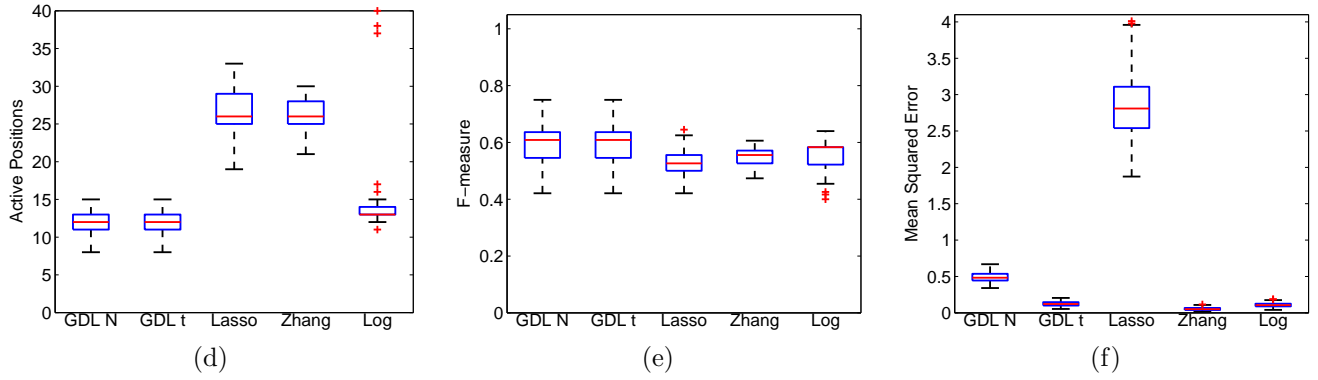 40
35
30
25
20
15
10
5
0
Active Positions
GDL N GDL t Lasso Zhang Log
(d)
1
0.8
0.6
0.4
0.2
0
F−measure
GDL N GDL t Lasso Zhang Log
(e)
4
3.5
3
2.5
2
1.5
1
0.5
0
Mean Squared Error
GDL N GDL t Lasso Zhang Log
(f)